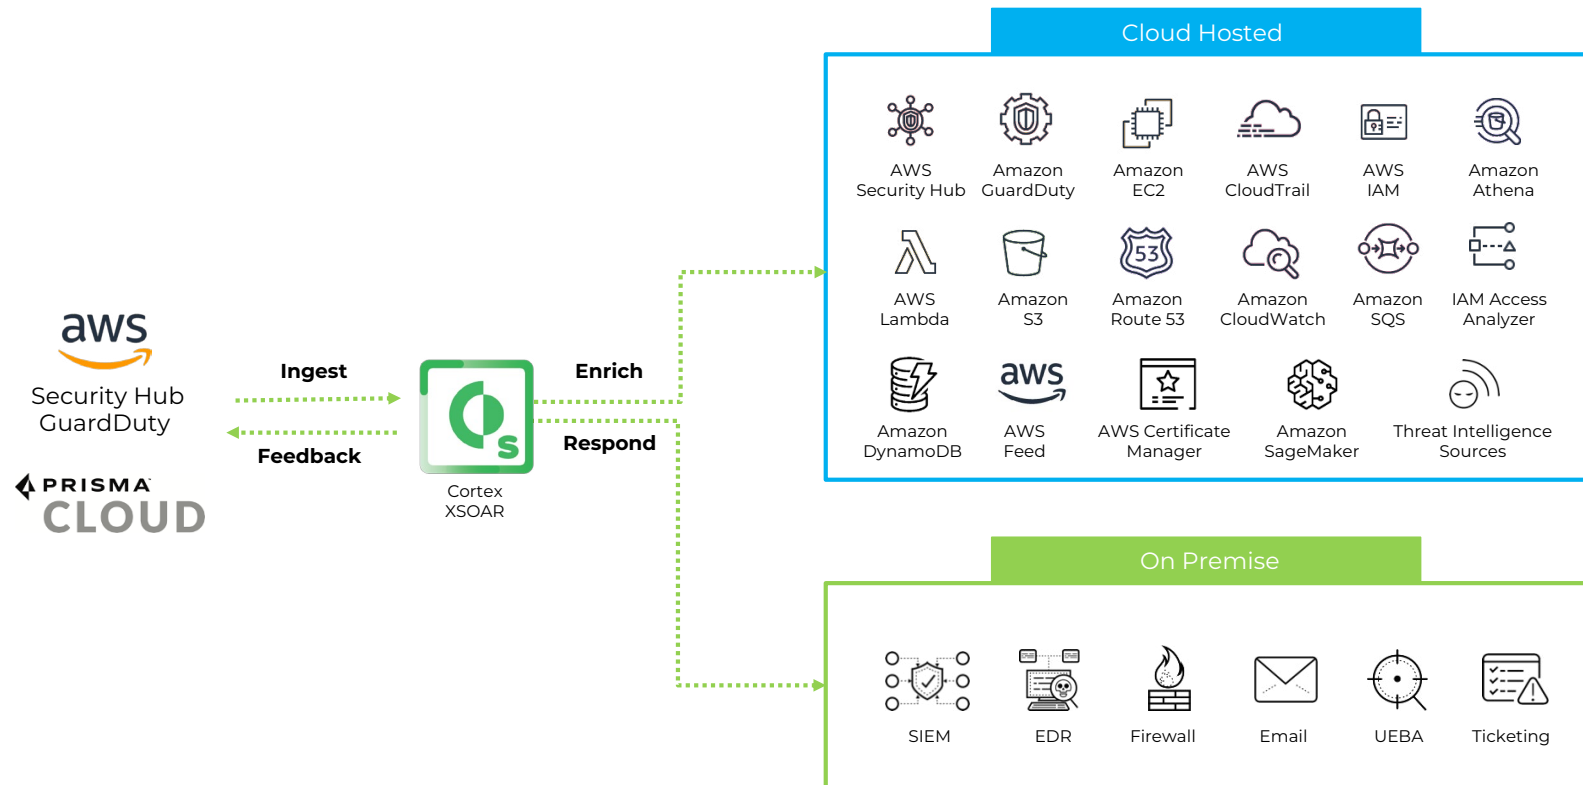 Cloud Hosted
AWS
Security Hub
Amazon
GuardDuty
Amazon
EC2
AWS
CloudTrail
AWS
IAM
Amazon
Athena
53
AWS
Lambda
Amazon
S3
Amazon
Route 53
Amazon
CloudWatch
Amazon
SQS
IAM Access
Analyzer
aws
Amazon
DynamoDB
AWS
Feed
AWS Certificate
Manager
Amazon
SageMaker
Threat Intelligence
Sources
aws
Security Hub
GuardDuty
PRISMA
CLOUD
Ingest
Feedback
S
Cortex
XSOAR
Enrich
Respond
On Premise
SIEM
EDR
Firewall
Email
UEBA
Ticketing